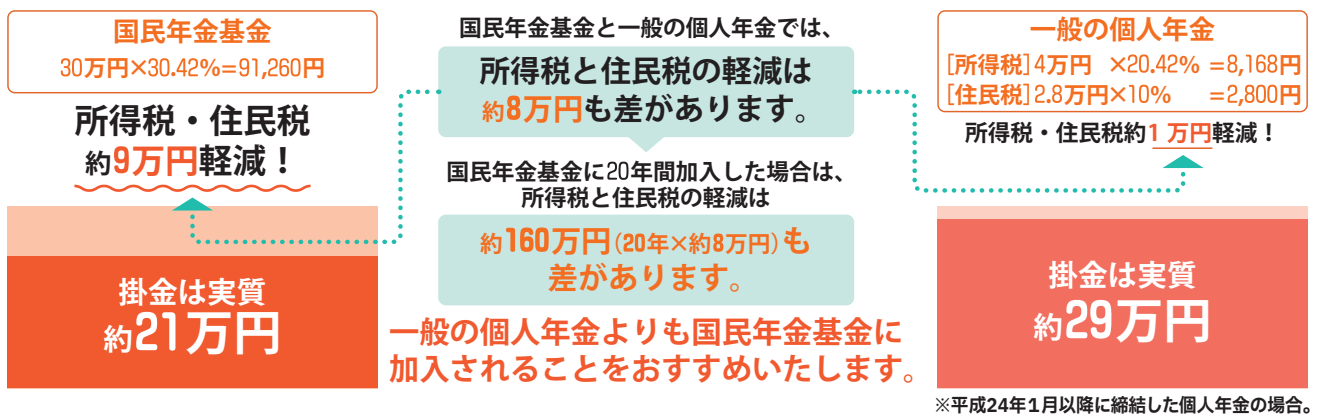 国民年金基金
30万円×30.42%=91,260円
所得税・住民税
約9万円軽減！
掛金は実質
約21万円
国民年金基金と一般の個人年金では、
所得税と住民税の軽減は
約8万円も差があります。
国民年金基金に20年間加入した場合は、
所得税と住民税の軽減は
約160万円（20年×約8万円）も
差があります。
一般の個人年金よりも国民年金基金に
加入されることをおすすめいたします。
一般の個人年金
[所得税]4万円 ×20.42% =8,168円
[住民税]2.8万円×10% =2,800円
所得税・住民税約1万円軽減！
掛金は実質
約29万円
※平成24年1月以降に締結した個人年金の場合。